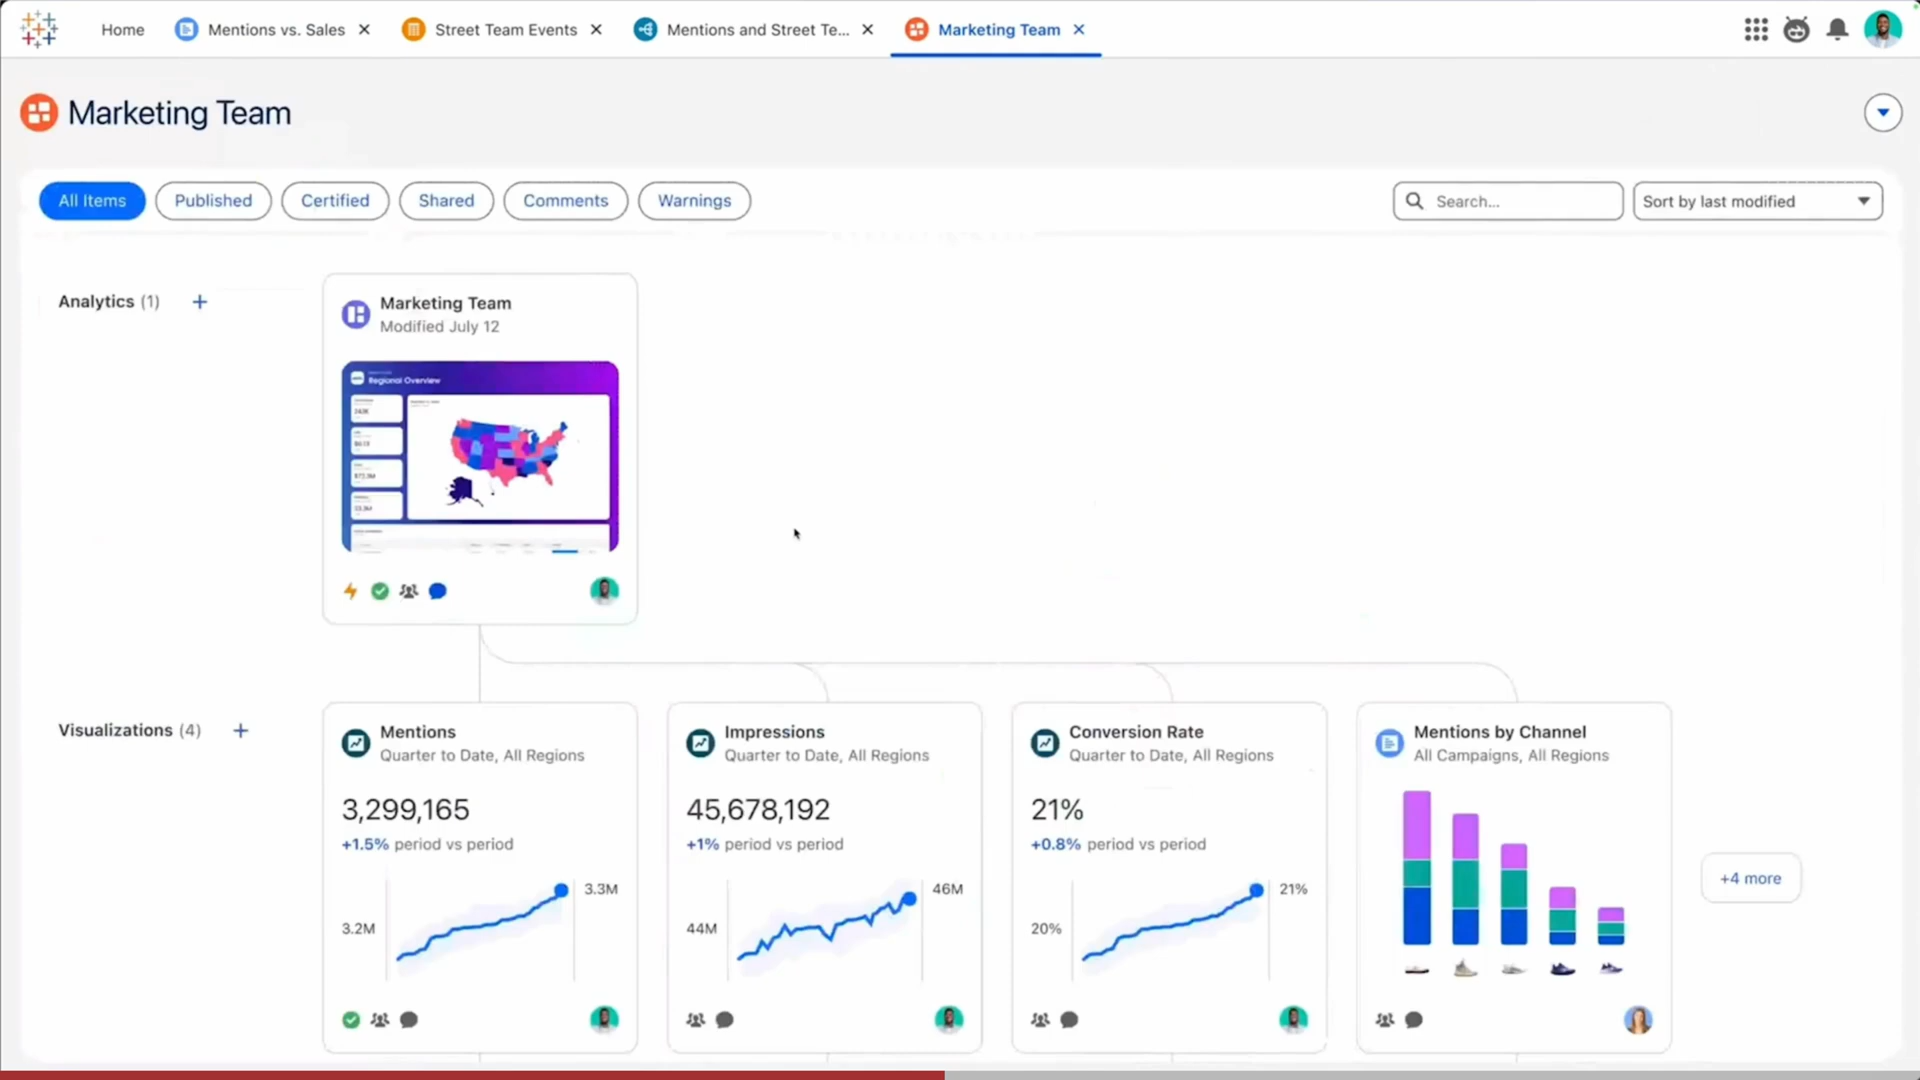 Home
Mentions vs. Sales
Street Team Events
Mentions and Street Te...
Marketing Team
Marketing Team
All Items
Published
Certified
Shared
Comments
Warnings
Search...
Sort by last modified
Analytics (1)
Marketing Team
Modified July 12
Regional Overview
Visualizations (4)
Mentions
Quarter to Date, All Regions
3,299,165
+1.5% period vs period
3.3M
3.2M
Impressions
Quarter to Date, All Regions
45,678,192
+1% period vs period
46M
44M
Conversion Rate
Quarter to Date, All Regions
21%
+0.8% period vs period
21%
20%
Mentions by Channel
All Campaigns, All Regions
+4 more